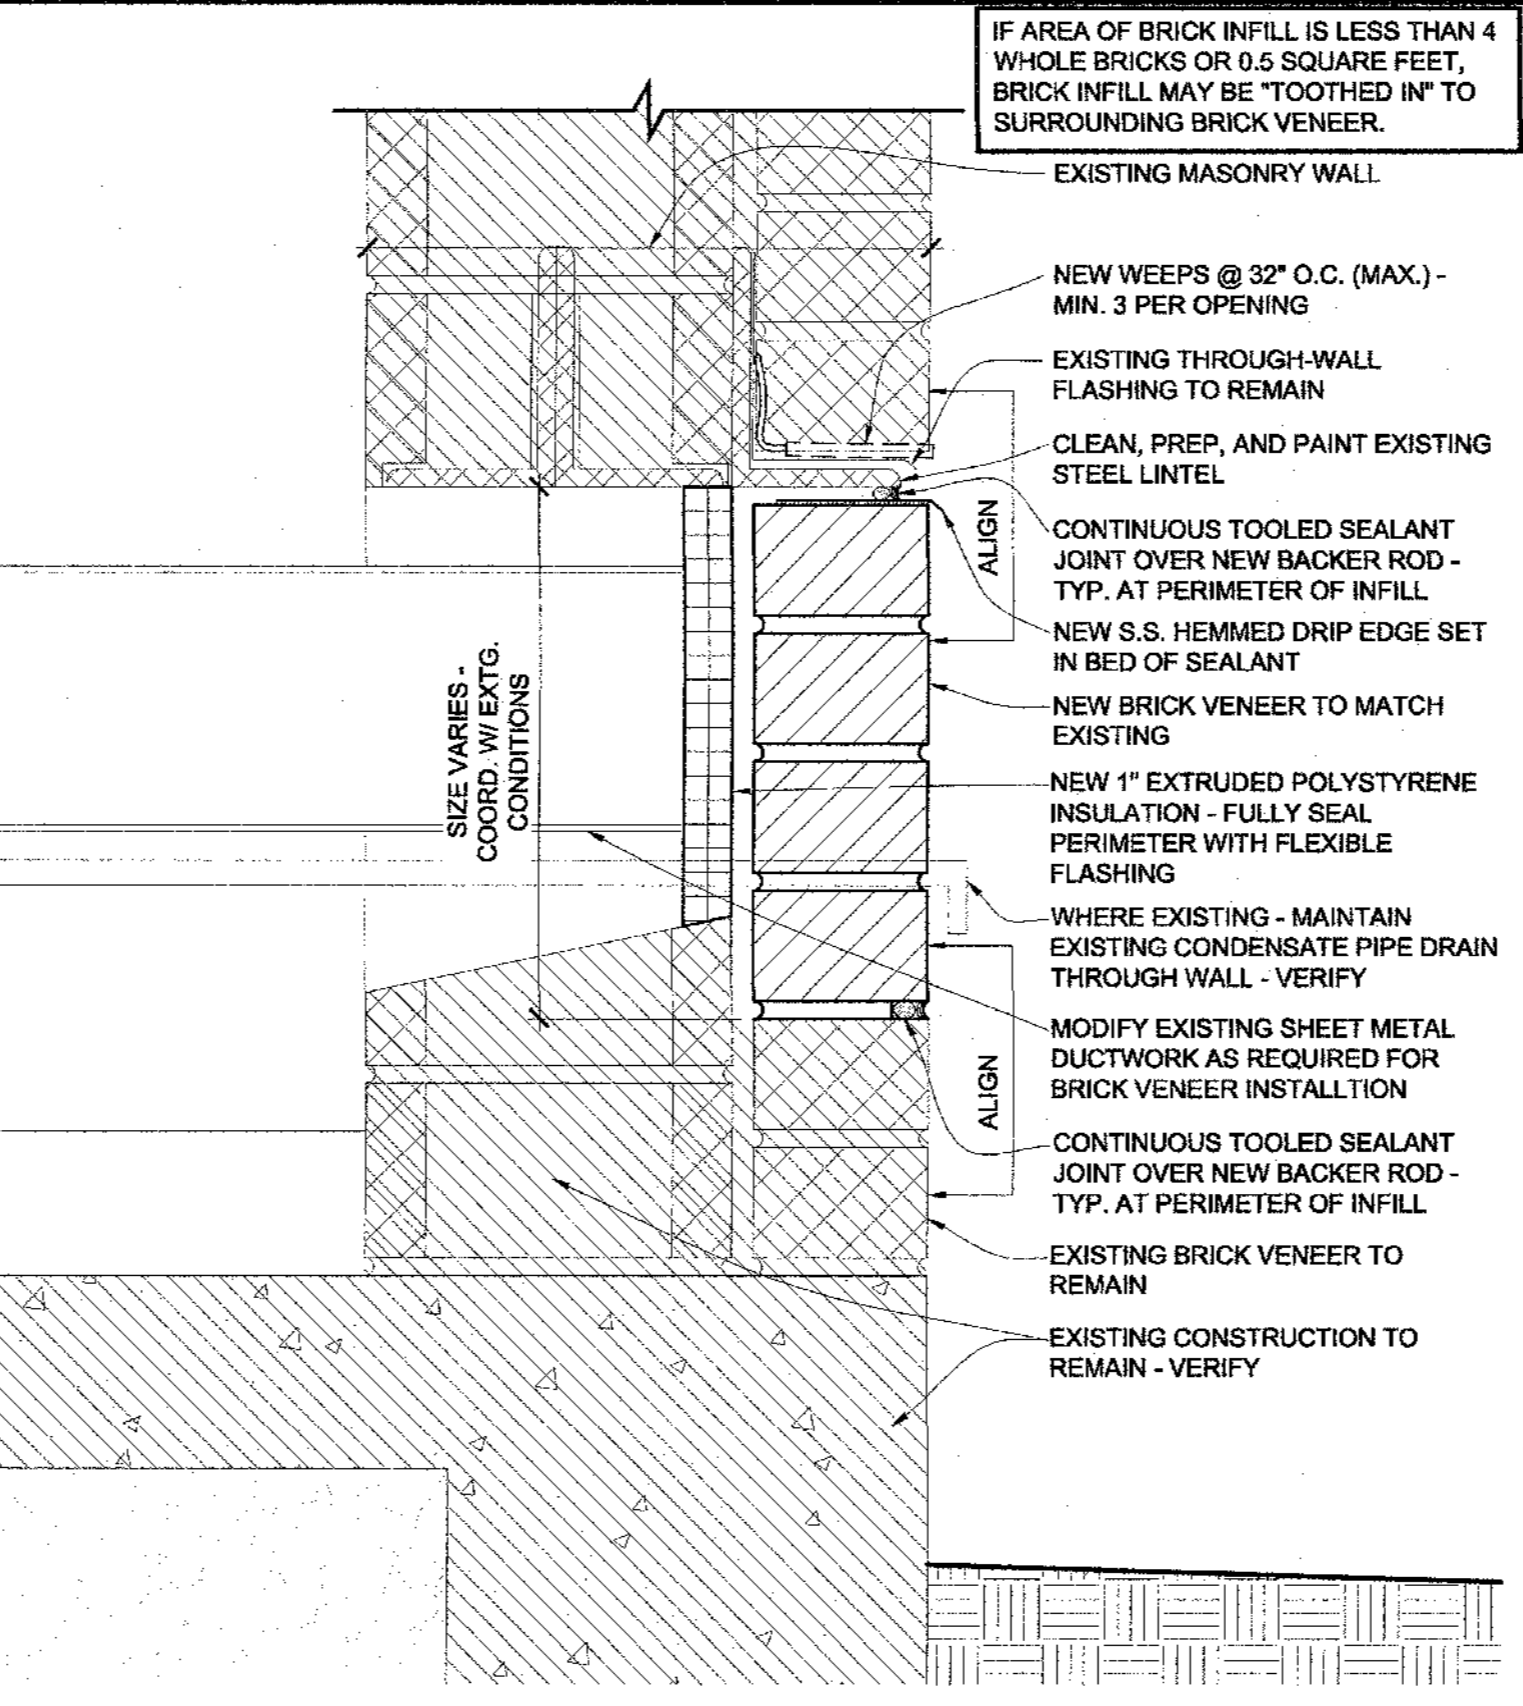 IF AREA OF BRICK INFILL IS LESS THAN 4
WHOLE BRICKS OR 0.5 SQUARE FEET,
BRICK INFILL MAY BE "TOOTHED IN" TO
SURROUNDING BRICK VENEER.
EXISTING MASONRY WALL
NEW WEEPS @ 32" O.C. (MAX.) -
MIN. 3 PER OPENING
EXISTING THROUGH-WALL
FLASHING TO REMAIN
CLEAN, PREP, AND PAINT EXISTING
STEEL LINTEL
ALIGN
CONTINUOUS TOOLED SEALANT
JOINT OVER NEW BACKER ROD -
TYP. AT PERIMETER OF INFILL
NEW S.S. HEMMED DRIP EDGE SET
IN BED OF SEALANT
SIZE VARIES -
COORD. W/ EXTG.
CONDITIONS
NEW BRICK VENEER TO MATCH
EXISTING
NEW 1" EXTRUDED POLYSTYRENE
INSULATION - FULLY SEAL
PERIMETER WITH FLEXIBLE
FLASHING
WHERE EXISTING - MAINTAIN
EXISTING CONDENSATE PIPE DRAIN
THROUGH WALL - VERIFY
MODIFY EXISTING SHEET METAL
DUCTWORK AS REQUIRED FOR
BRICK VENEER INSTALLTION
ALIGN
CONTINUOUS TOOLED SEALANT
JOINT OVER NEW BACKER ROD -
TYP. AT PERIMETER OF INFILL
EXISTING BRICK VENEER TO
REMAIN
EXISTING CONSTRUCTION TO
REMAIN - VERIFY